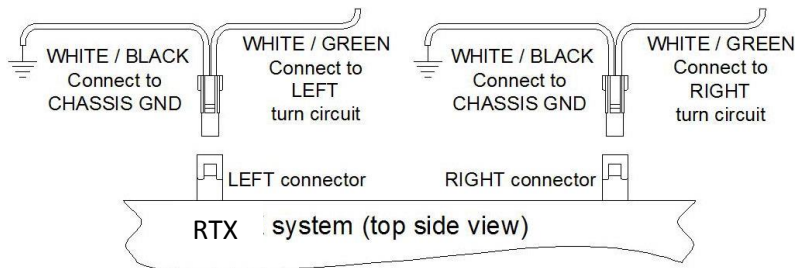 WHITE / BLACK
Connect to
CHASSIS GND
WHITE / GREEN
Connect to
LEFT
turn circuit
WHITE / BLACK
Connect to
CHASSIS GND
WHITE / GREEN
Connect to
RIGHT
turn circuit
LEFT connector
RIGHT connector
RTX system (top side view)